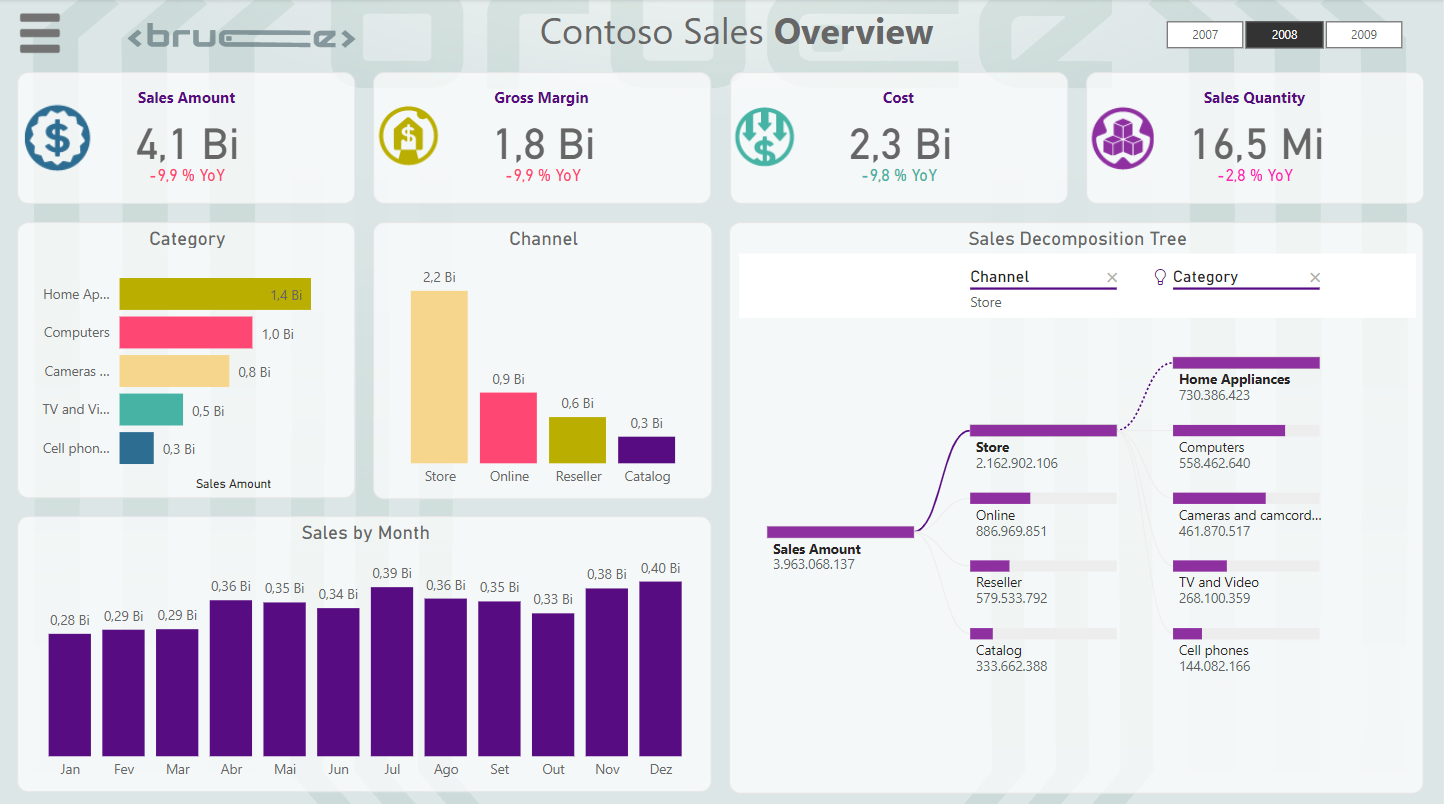 <bruce>
Contoso Sales Overview
2007
2008
2009
Sales Amount
4,1 Bi
-9,9 % YoY
Gross Margin
1,8 Bi
-9,9 % YoY
Cost
2,3 Bi
-9,8 % YoY
Sales Quantity
16,5 Mi
-2,8 % YoY
Category
Home Ap...
1,4 Bi
Computers
1,0 Bi
Cameras ...
0,8 Bi
TV and Vi...
0,5 Bi
Cell phon...
0,3 Bi
Sales Amount
Channel
2,2 Bi
0,9 Bi
0,6 Bi
0,3 Bi
Store
Online
Reseller
Catalog
Sales by Month
0,28 Bi
0,29 Bi
0,29 Bi
0,36 Bi
0,35 Bi
0,34 Bi
0,39 Bi
0,36 Bi
0,35 Bi
0,33 Bi
0,38 Bi
0,40 Bi
Jan
Fev
Mar
Abr
Mai
Jun
Jul
Ago
Set
Out
Nov
Dez
Sales Decomposition Tree
Channel
Store
Category
Sales Amount
3.963.068.137
Store
2.162.902.106
Online
886.969.851
Reseller
579.533.792
Catalog
333.662.388
Home Appliances
730.386.423
Computers
558.462.640
Cameras and camcord...
461.870.517
TV and Video
268.100.359
Cell phones
144.082.166